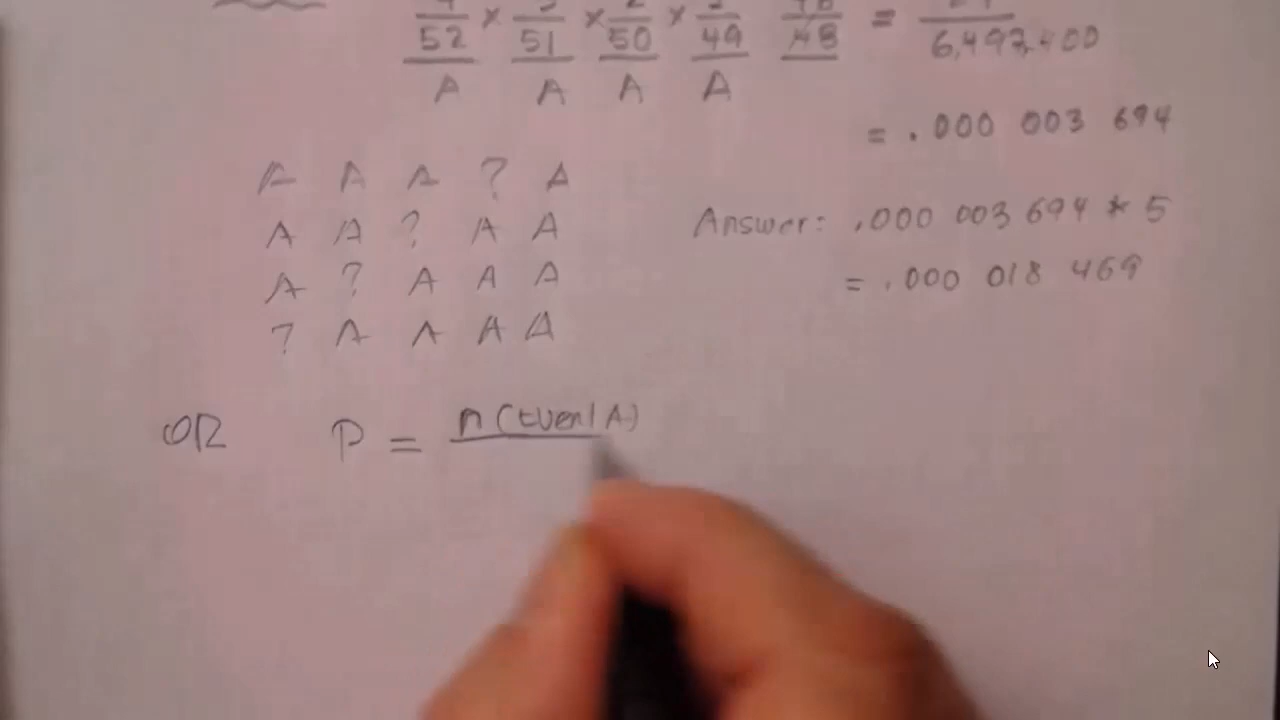 52 × 51 × 50 × 49 48 = 6,497,400
A A A A
= .000 003 694
A A A ? A
A A ? A A
A ? A A A
? A A A A
Answer: .000 003 694 * 5
= .000 018 469
OR P = n (Event A)